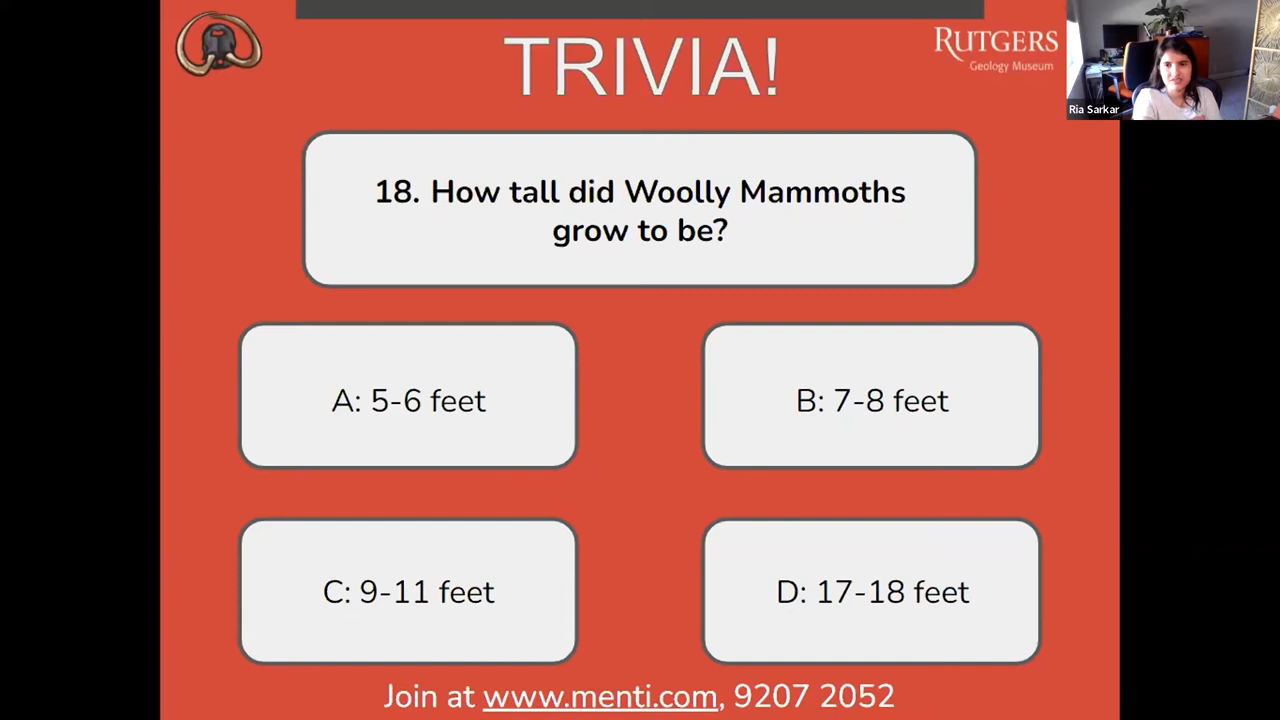 TRIVIA!
RUTGERS
Geology Museum
Ria Sarkar
18. How tall did Woolly Mammoths
grow to be?
A: 5-6 feet
B: 7-8 feet
C: 9-11 feet
D: 17-18 feet
Join at www.menti.com, 9207 2052